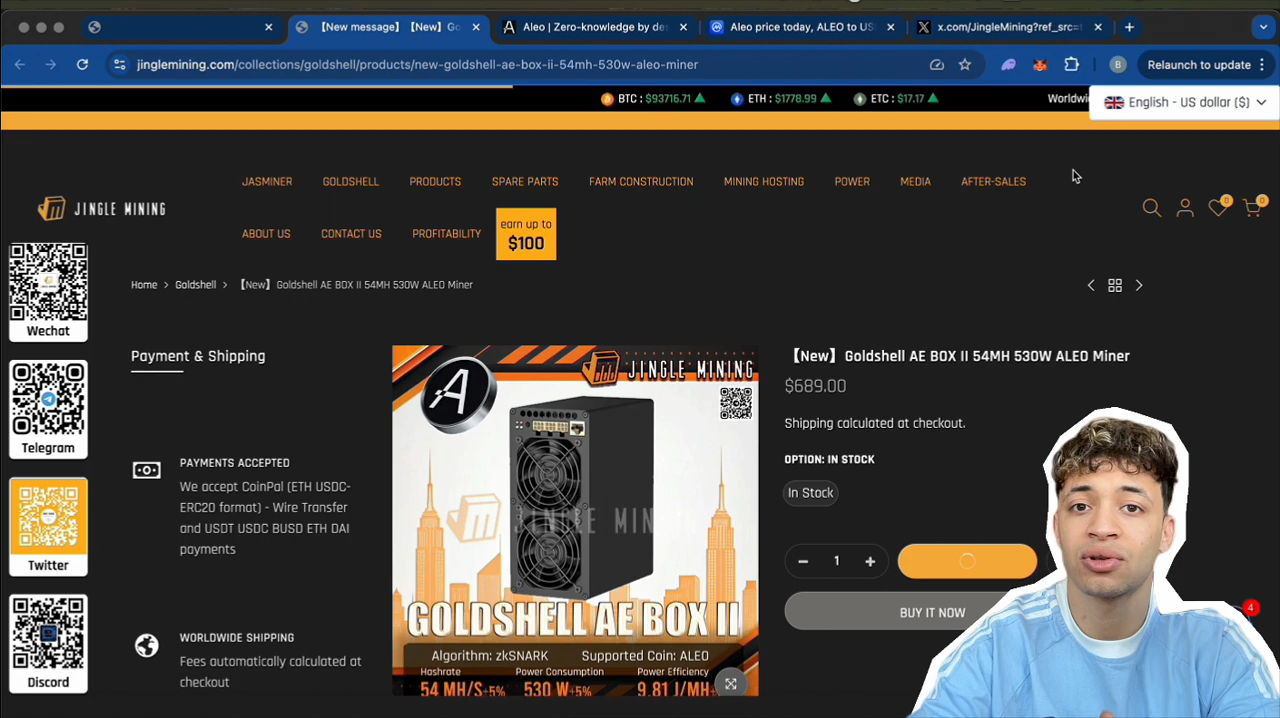 【New message】 【New】 Go
Aleo | Zero-knowledge by de
Aleo price today, ALEO to US
x.com/JingleMining?ref_src=t
jinglemining.com/collections/goldshell/products/new-goldshell-ae-box-ii-54mh-530w-aleo-miner
B
Relaunch to update
BTC : $93716.71
ETH : $1778.99
ETC : $17.17
Worldwi
English - US dollar ($)
JASMINER
GOLDSHELL
PRODUCTS
SPARE PARTS
FARM CONSTRUCTION
MINING HOSTING
POWER
MEDIA
AFTER-SALES
JINGLE MINING
0
0
ABOUT US
CONTACT US
PROFITABILITY
earn up to
$100
Home > Goldshell > 【New】Goldshell AE BOX II 54MH 530W ALEO Miner
Wechat
Telegram
Twitter
Discord
Payment & Shipping
PAYMENTS ACCEPTED
We accept CoinPal (ETH USDC-
ERC20 format) - Wire Transfer
and USDT USDC BUSD ETH DAI
payments
WORLDWIDE SHIPPING
Fees automatically calculated at
checkout
JINGLE MINING
JINGLE MINI
GOLDSHELL AE BOX II
Algorithm: zkSNARK
Supported Coin: ALEO
Hashrate
Power Consumption
Power Efficiency
54 MH/S±5%
530 W±5%
9.81 J/MH±
【New】Goldshell AE BOX II 54MH 530W ALEO Miner
$689.00
Shipping calculated at checkout.
OPTION: IN STOCK
In Stock
− 1 +
BUY IT NOW
4